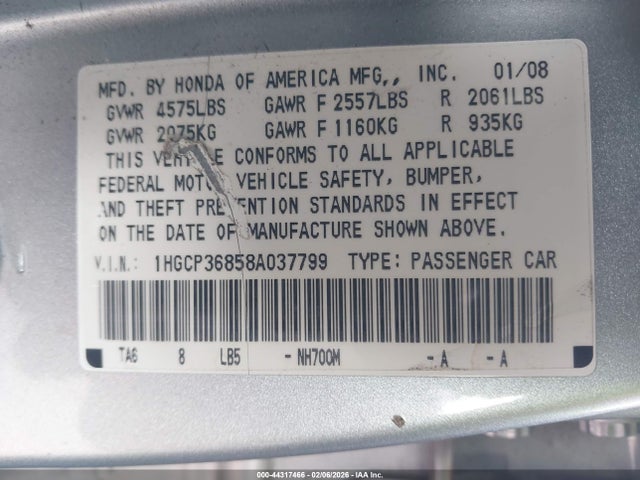 MFD. BY HONDA OF AMERICA MFG,, INC. 01/08
GVWR 4575LBS GAWR F 2557LBS R 2061LBS
GVWR 2075KG GAWR F 1160KG R 935KG
THIS VEHICLE CONFORMS TO ALL APPLICABLE
FEDERAL MOTOR VEHICLE SAFETY, BUMPER,
AND THEFT PREVENTION STANDARDS IN EFFECT
ON THE DATE OF MANUFACTURE SHOWN ABOVE.
V.I.N.: 1HGCP36858A037799 TYPE: PASSENGER CAR
TA6 8 LB5 - NH700M - A - A
000-44317466 - 02/06/2026 - IAA Inc.